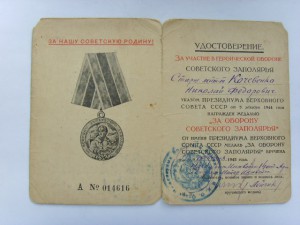 ЗА НАШУ СОВЕТСКУЮ РОДИНУ!
А № 014616
УДОСТОВЕРЕНИЕ
ЗА УЧАСТИЕ В ГЕРОИЧЕСКОЙ ОБОРОНЕ
СОВЕТСКОГО ЗАПОЛЯРЬЯ
Николай Федорович
УКАЗОМ ПРЕЗИДИУМА ВЕРХОВНОГО
СОВЕТА СССР от 5 декабря 1944 года
НАГРАЖДЕН МЕДАЛЬЮ
"ЗА ОБОРОНУ
СОВЕТСКОГО ЗАПОЛЯРЬЯ"
ОТ ИМЕНИ ПРЕЗИДИУМА ВЕРХОВНОГО
СОВЕТА СССР МЕДАЛЬ "ЗА ОБОРОНУ
СОВЕТСКОГО ЗАПОЛЯРЬЯ" ВРУЧЕНА